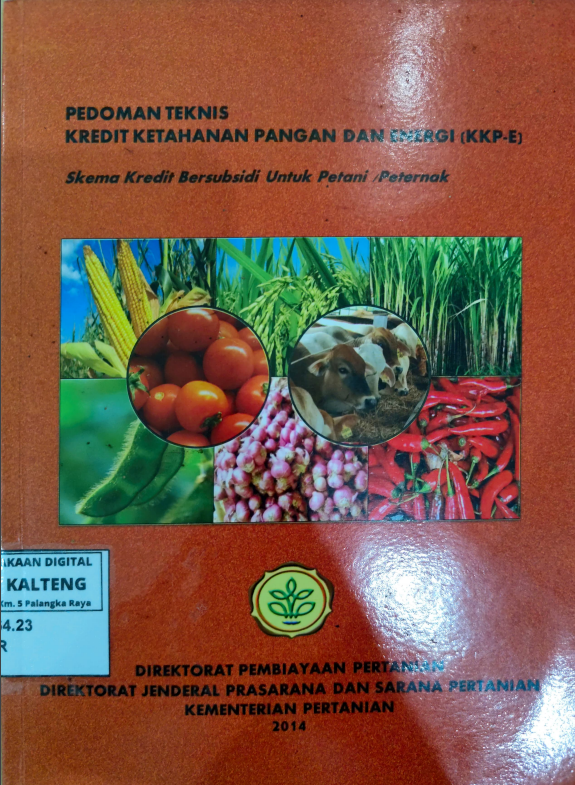 PEDOMAN TEKNIS
KREDIT KETAHANAN PANGAN DAN ENERGI (KKP-E)
Skema Kredit Bersubsidi Untuk Petani /Peternak
AKAAN DIGITAL
KALTENG
Km. 5 Palangka Raya
4.23
R
DIREKTORAT PEMBIAYAAN PERTANIAN
DIREKTORAT JENDERAL PRASARANA DAN SARANA PERTANIAN
KEMENTERIAN PERTANIAN
2014